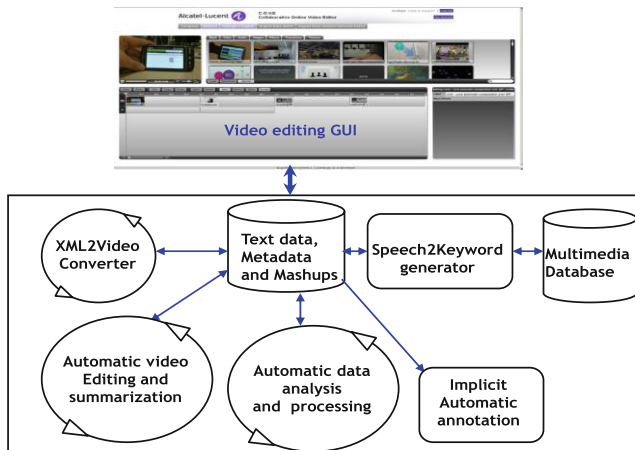 Alcatel·Lucent
Collaborative Online Video Editor
Video editing GUI
XML2Video
Converter
Text data,
Metadata
and Mashups
Speech2Keyword
generator
Multimedia
Database
Automatic video
Editing and
summarization
Automatic data
analysis
and processing
Implicit
Automatic
annotation